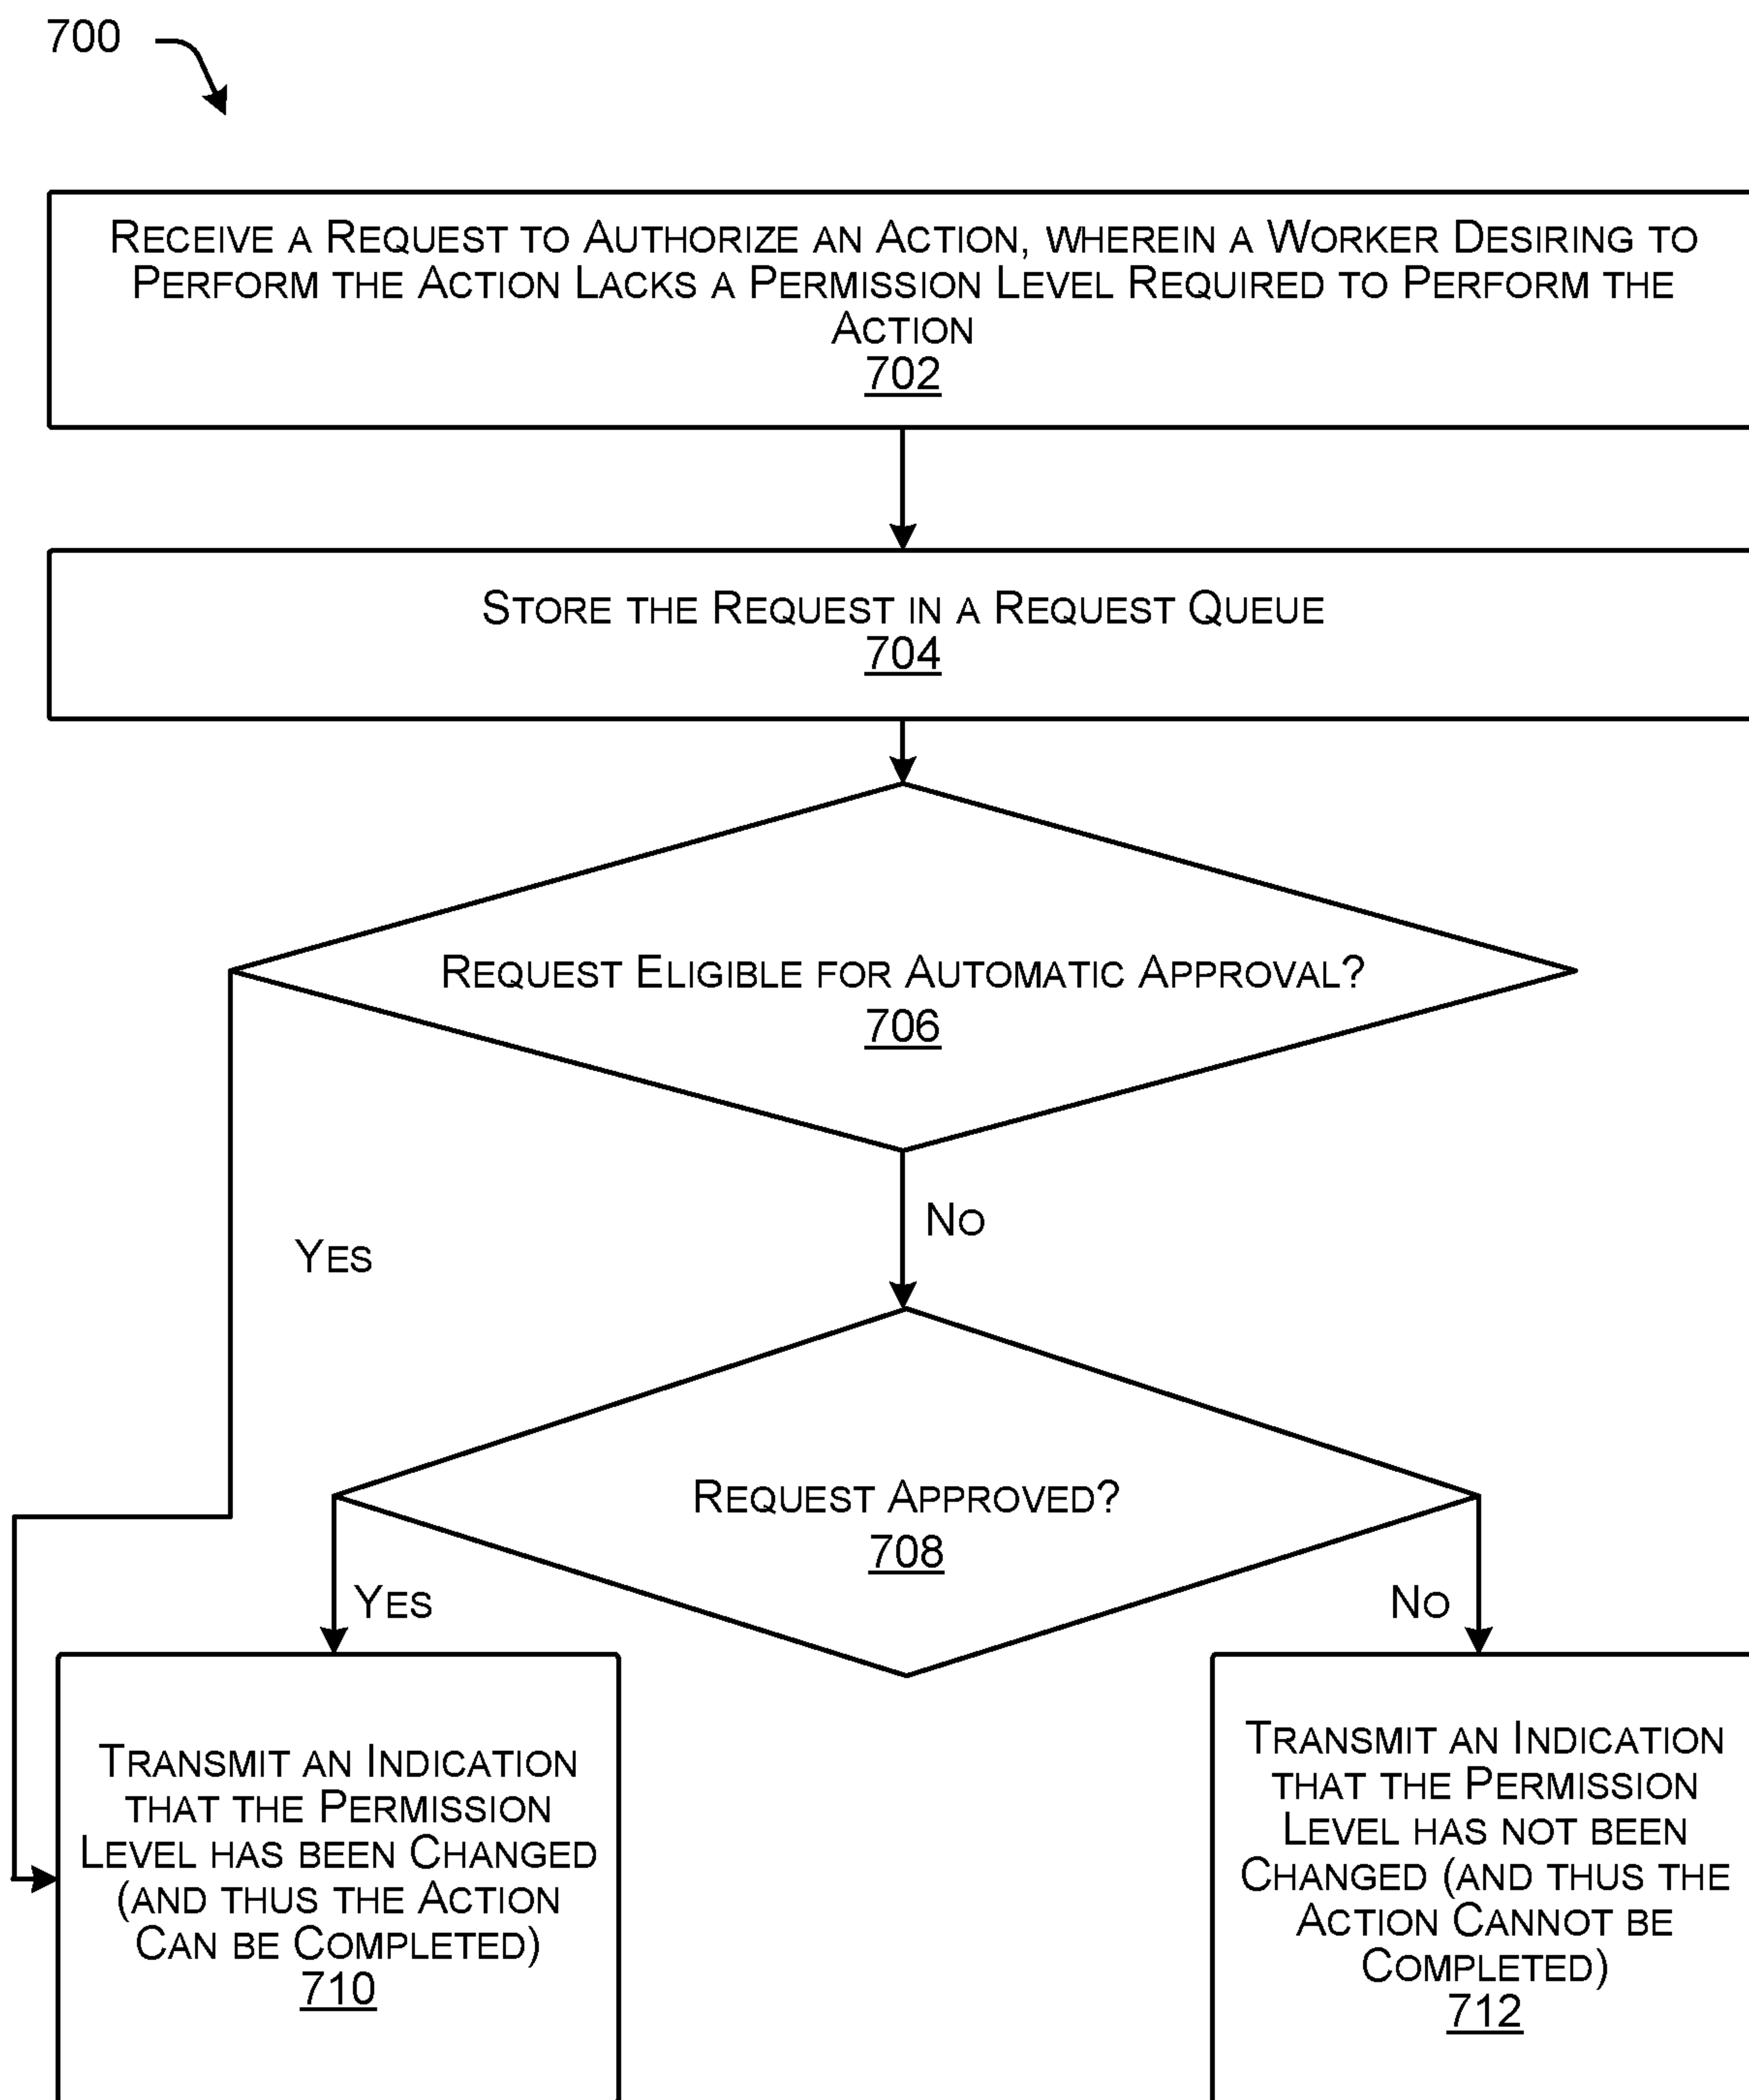 700
RECEIVE A REQUEST TO AUTHORIZE AN ACTION, WHEREIN A WORKER DESIRING TO
PERFORM THE ACTION LACKS A PERMISSION LEVEL REQUIRED TO PERFORM THE
ACTION
702
STORE THE REQUEST IN A REQUEST QUEUE
704
REQUEST ELIGIBLE FOR AUTOMATIC APPROVAL?
706
NO
YES
REQUEST APPROVED?
708
YES
NO
TRANSMIT AN INDICATION
THAT THE PERMISSION
LEVEL HAS BEEN CHANGED
(AND THUS THE ACTION
CAN BE COMPLETED)
710
TRANSMIT AN INDICATION
THAT THE PERMISSION
LEVEL HAS NOT BEEN
CHANGED (AND THUS THE
ACTION CANNOT BE
COMPLETED)
712